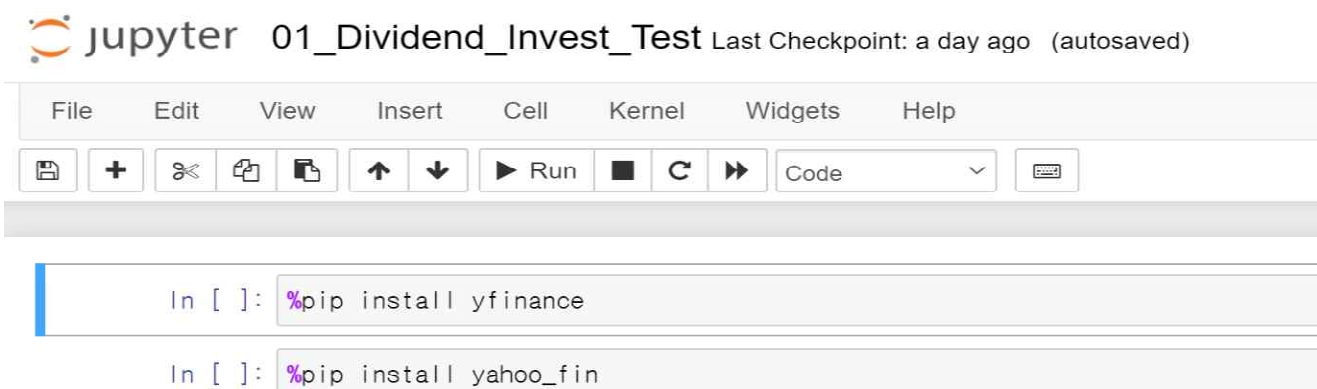 jupyter 01_Dividend_Invest_Test Last Checkpoint: a day ago (autosaved)
File Edit View Insert Cell Kernel Widgets Help
Run Code
In [ ]: %pip install yfinance
In [ ]: %pip install yahoo_fin